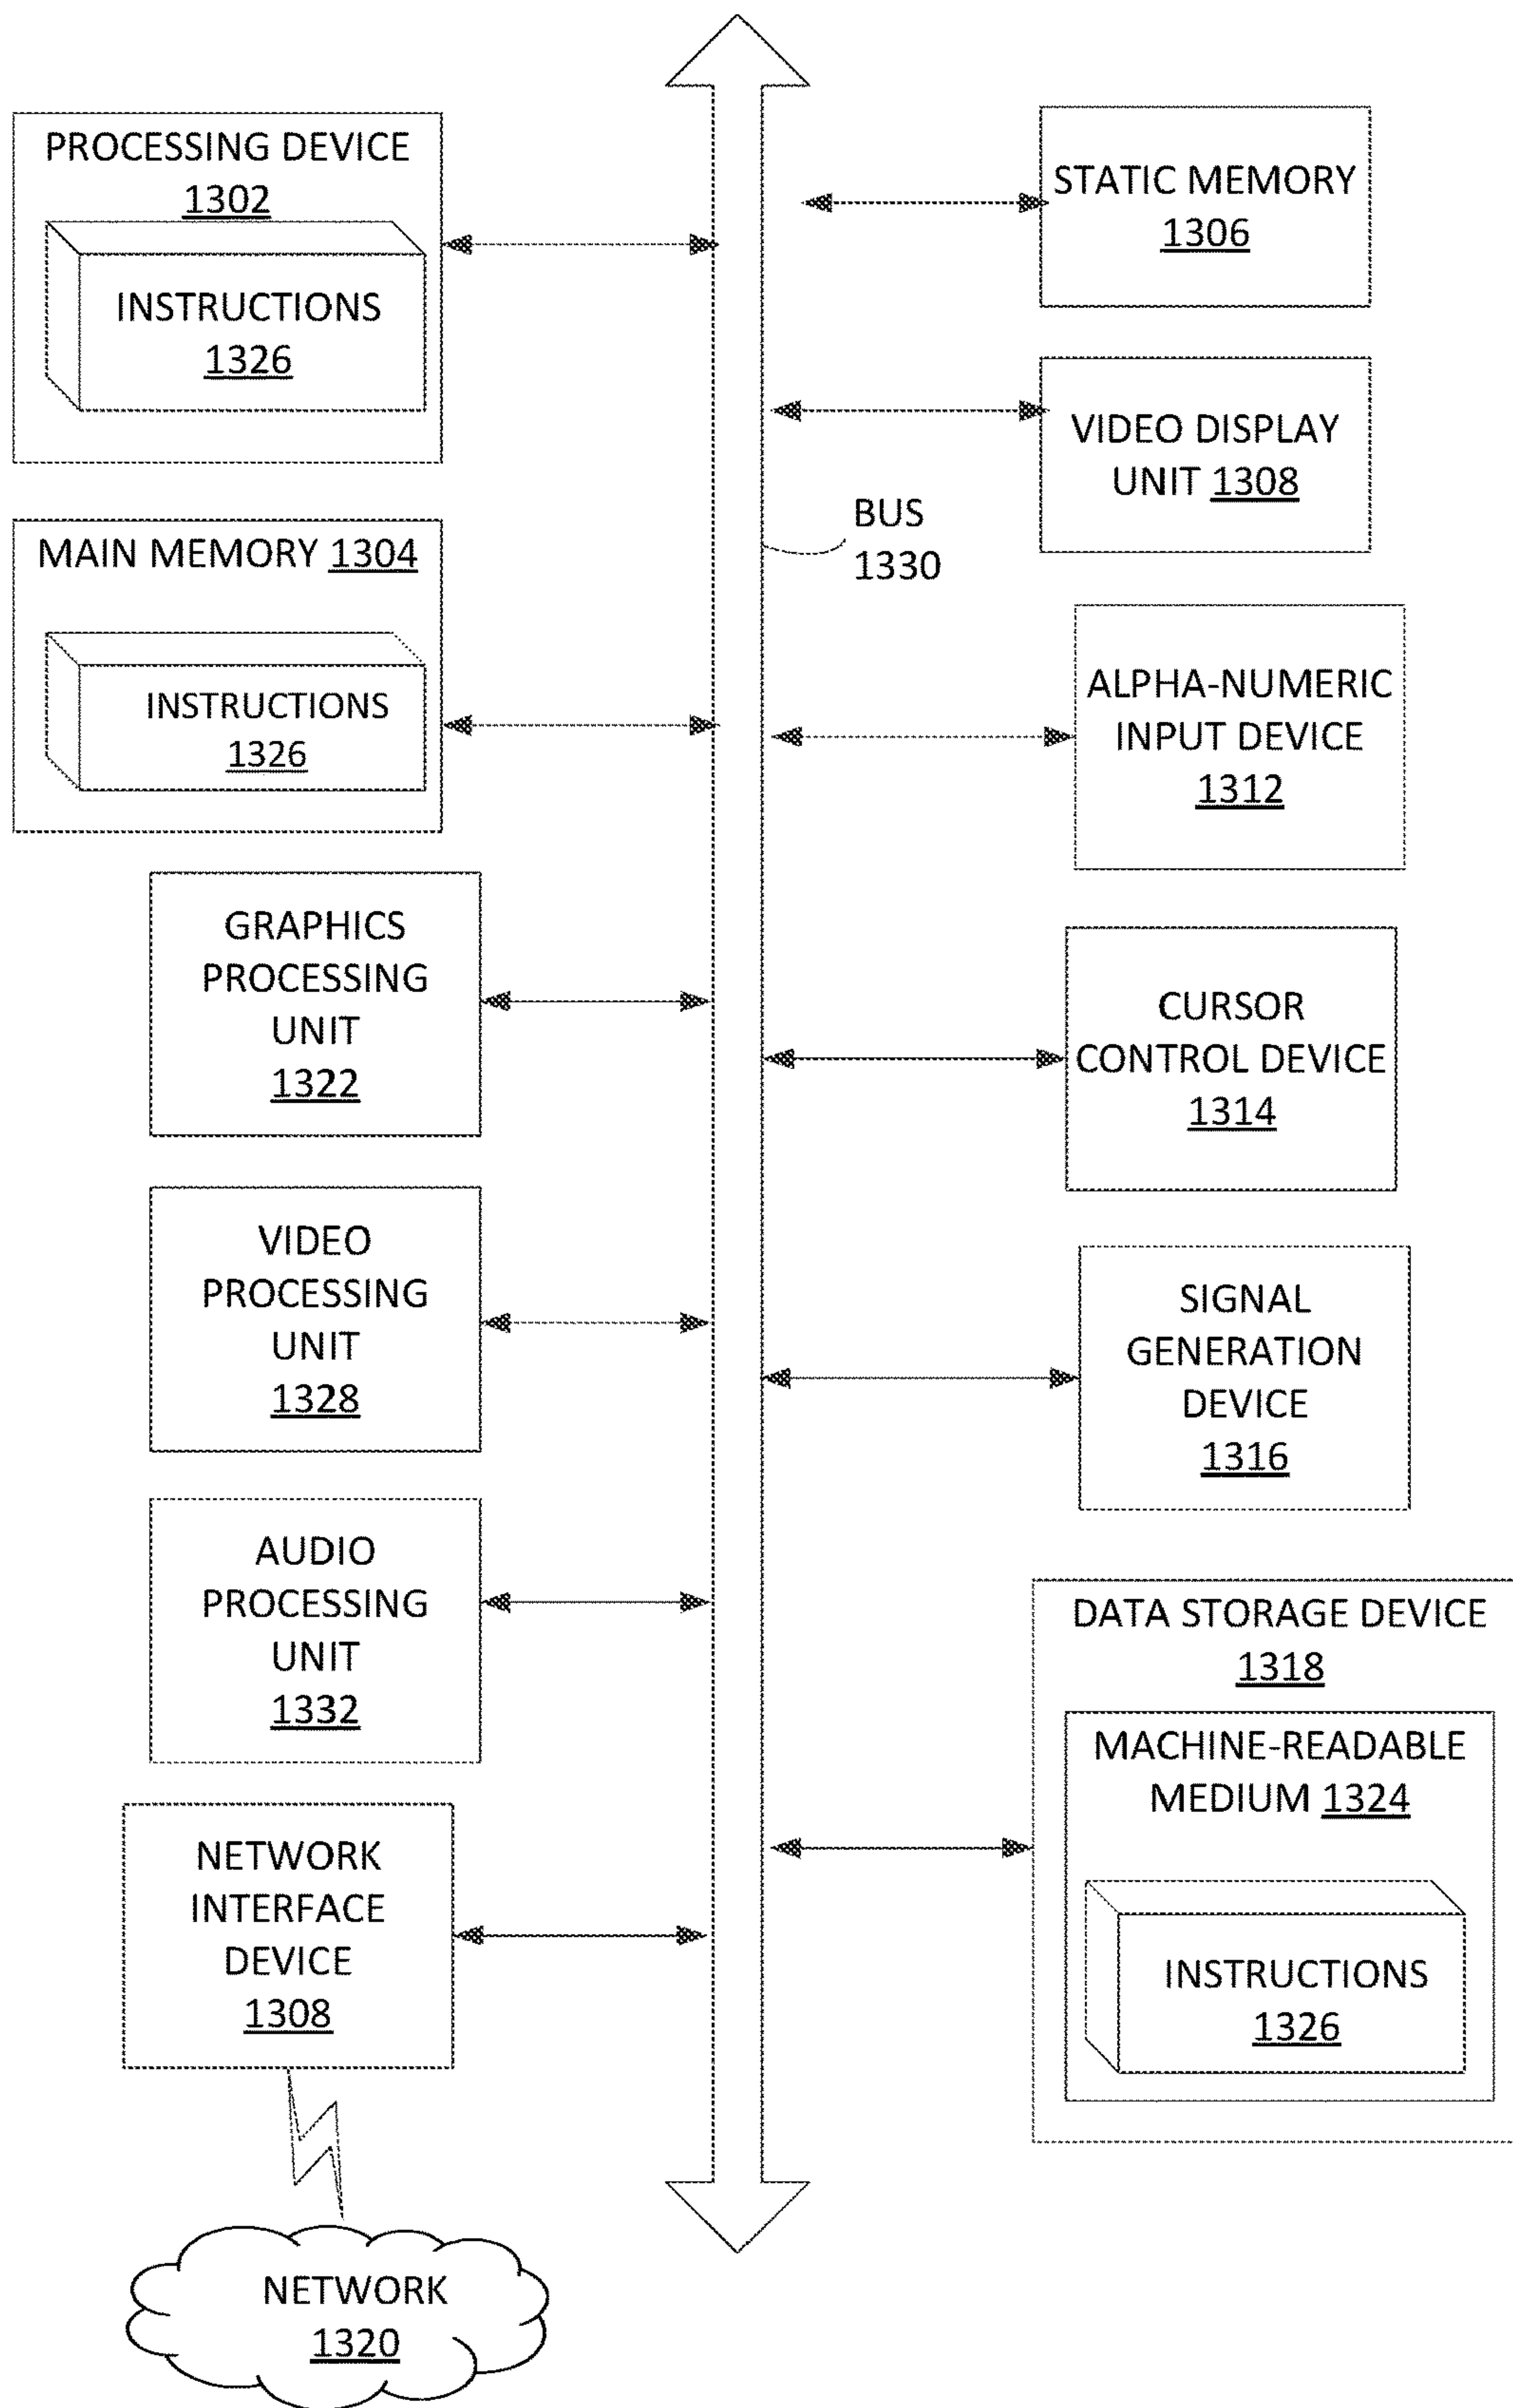 PROCESSING DEVICE
1302
INSTRUCTIONS
1326
MAIN MEMORY 1304
INSTRUCTIONS
1326
GRAPHICS
PROCESSING
UNIT
1322
VIDEO
PROCESSING
UNIT
1328
AUDIO
PROCESSING
UNIT
1332
NETWORK
INTERFACE
DEVICE
1308
NETWORK
1320
BUS
1330
STATIC MEMORY
1306
VIDEO DISPLAY
UNIT 1308
ALPHA-NUMERIC
INPUT DEVICE
1312
CURSOR
CONTROL DEVICE
1314
SIGNAL
GENERATION
DEVICE
1316
DATA STORAGE DEVICE
1318
MACHINE-READABLE
MEDIUM 1324
INSTRUCTIONS
1326